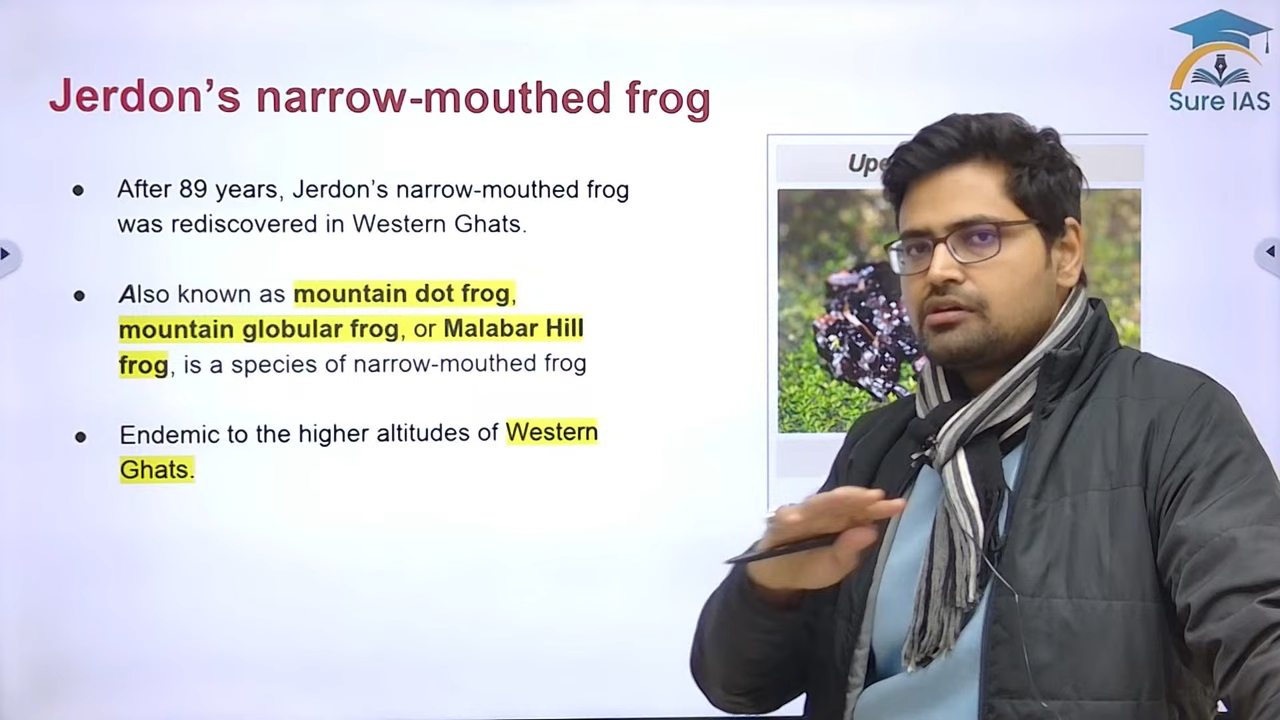 Jerdon's narrow-mouthed frog
Sure IAS
● After 89 years, Jerdon's narrow-mouthed frog
was rediscovered in Western Ghats.
● Also known as mountain dot frog,
mountain globular frog, or Malabar Hill
frog, is a species of narrow-mouthed frog
● Endemic to the higher altitudes of Western
Ghats.